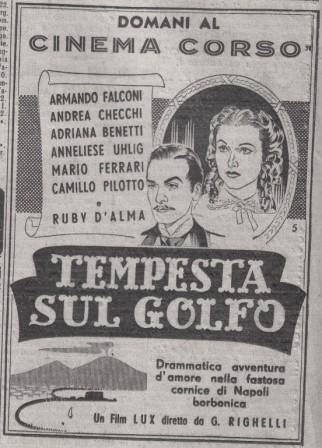 DOMANI AL
CINEMA CORSO
ARMANDO FALCONI
ANDREA CHECCHI
ADRIANA BENETTI
ANNELIESE UHLIG
MARIO FERRARI
CAMILLO PILOTTO
•
RUBY D'ALMA
5
TEMPESTA
SUL GOLFO
Drammatica avventura
d'amore nella fastosa
cornice di Napoli
borbonica
Un Film LUX diretto da G. RIGHELLI